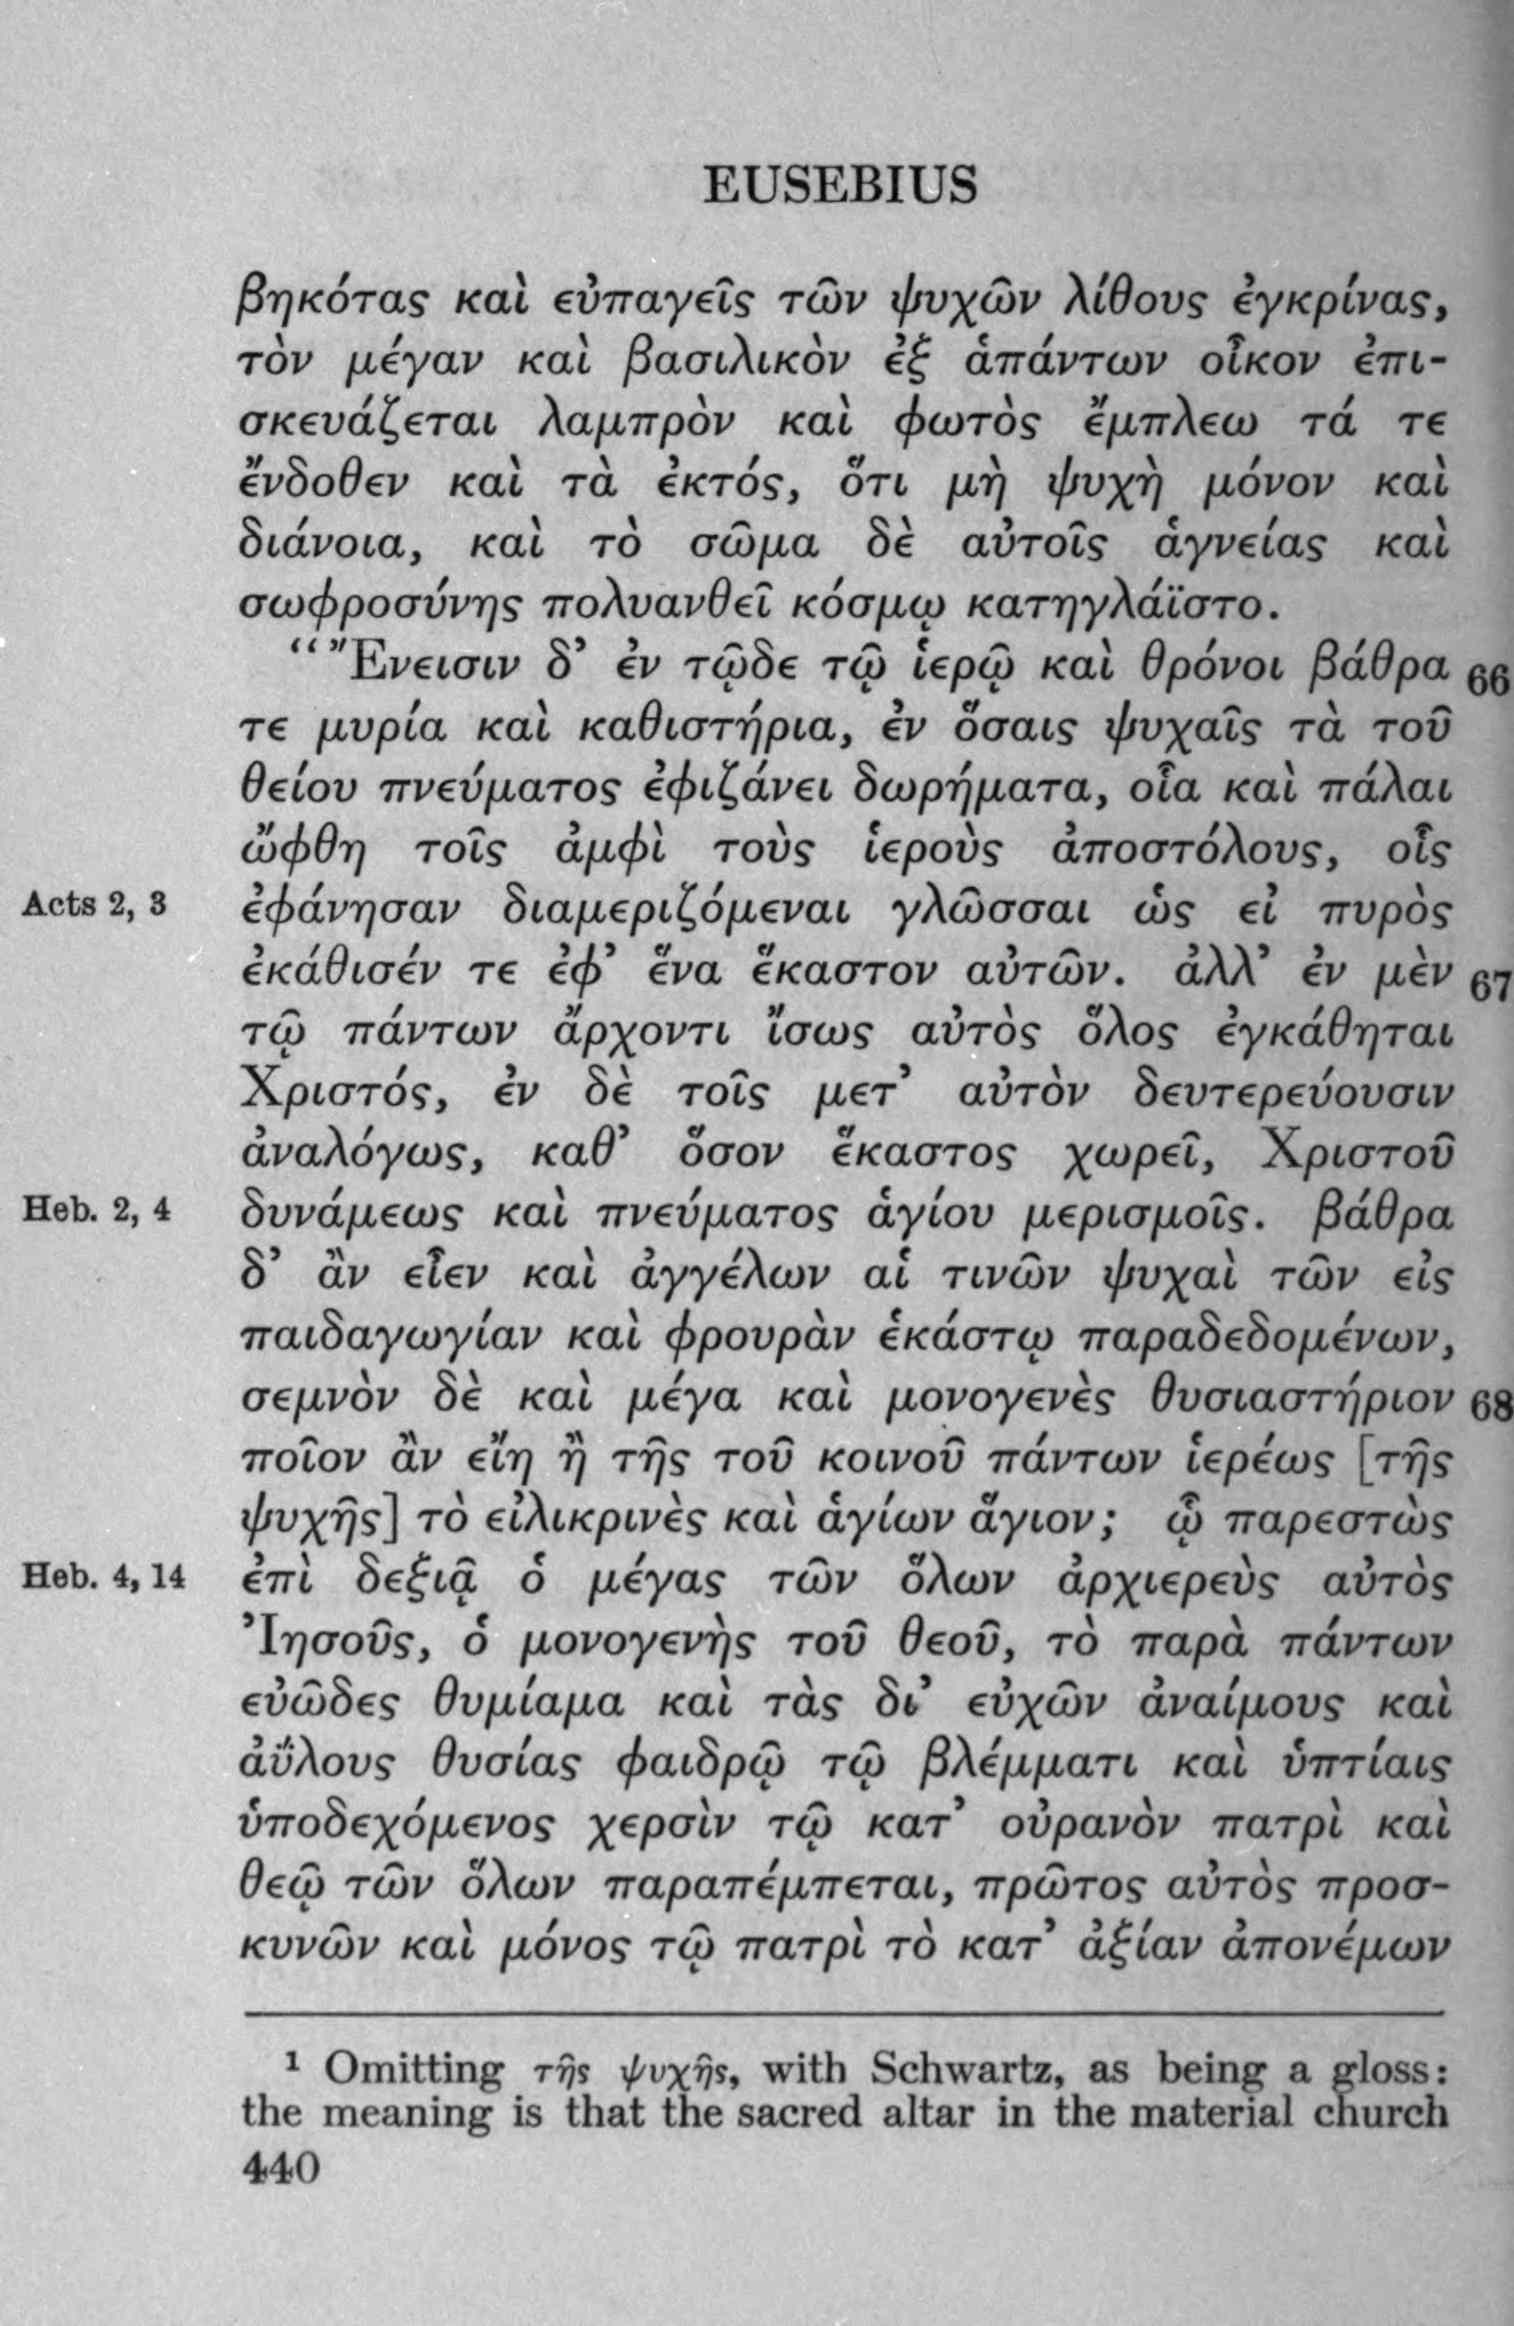 EUSEBIUS
βηκότας καὶ εὐπαγεῖς τῶν ψυχῶν λίθους ἐγκρίνας,
τὸν μέγαν καὶ βασιλικὸν ἐξ ἁπάντων οἶκον ἐπι-
σκευάζεται λαμπρὸν καὶ φωτὸς ἔμπλεω τά τε
ἔνδοθεν καὶ τὰ ἐκτός, ὅτι μὴ ψυχὴ μόνον καὶ
διάνοια, καὶ τὸ σῶμα δὲ αὐτοῖς ἁγνείας καὶ
σωφροσύνης πολυανθεῖ κόσμῳ κατηγλάϊστο.
“Ἔνεισιν δ’ ἐν τῷδε τῷ ἱερῷ καὶ θρόνοι βάθρα 66
τε μυρία καὶ καθιστήρια, ἐν ὅσαις ψυχαῖς τὰ τοῦ
θείου πνεύματος ἐφιζάνει δωρήματα, οἷα καὶ πάλαι
ὤφθη τοῖς ἀμφὶ τοὺς ἱεροὺς ἀποστόλους, οἷς
Acts 2, 3 ἐφάνησαν διαμεριζόμεναι γλῶσσαι ὡς εἰ πυρὸς
ἐκάθισέν τε ἐφ’ ἕνα ἕκαστον αὐτῶν. ἀλλ’ ἐν μὲν 67
τῷ πάντων ἄρχοντι ἴσως αὐτὸς ὅλος ἐγκάθηται
Χριστός, ἐν δὲ τοῖς μετ’ αὐτὸν δευτερεύουσιν
ἀναλόγως, καθ’ ὅσον ἕκαστος χωρεῖ, Χριστοῦ
Heb. 2, 4 δυνάμεως καὶ πνεύματος ἁγίου μερισμοῖς. βάθρα
δ’ ἂν εἶεν καὶ ἀγγέλων αἱ τινῶν ψυχαὶ τῶν εἰς
παιδαγωγίαν καὶ φρουρὰν ἑκάστῳ παραδεδομένων,
σεμνὸν δὲ καὶ μέγα καὶ μονογενὲς θυσιαστήριον 68
ποῖον ἂν εἴη ἢ τῆς τοῦ κοινοῦ πάντων ἱερέως [τῆς
ψυχῆς] τὸ εἰλικρινὲς καὶ ἁγίων ἅγιον; ᾧ παρεστὼς
Heb. 4, 14 ἐπὶ δεξιᾷ ὁ μέγας τῶν ὅλων ἀρχιερεὺς αὐτὸς
Ἰησοῦς, ὁ μονογενὴς τοῦ θεοῦ, τὸ παρὰ πάντων
εὐῶδες θυμίαμα καὶ τὰς δι’ εὐχῶν ἀναίμους καὶ
ἀΰλους θυσίας φαιδρῷ τῷ βλέμματι καὶ ὑπτίαις
ὑποδεχόμενος χερσὶν τῷ κατ’ οὐρανὸν πατρὶ καὶ
θεῷ τῶν ὅλων παραπέμπεται, πρῶτος αὐτὸς προσ-
κυνῶν καὶ μόνος τῷ πατρὶ τὸ κατ’ ἀξίαν ἀπονέμων
¹ Omitting τῆς ψυχῆς, with Schwartz, as being a gloss:
the meaning is that the sacred altar in the material church
440